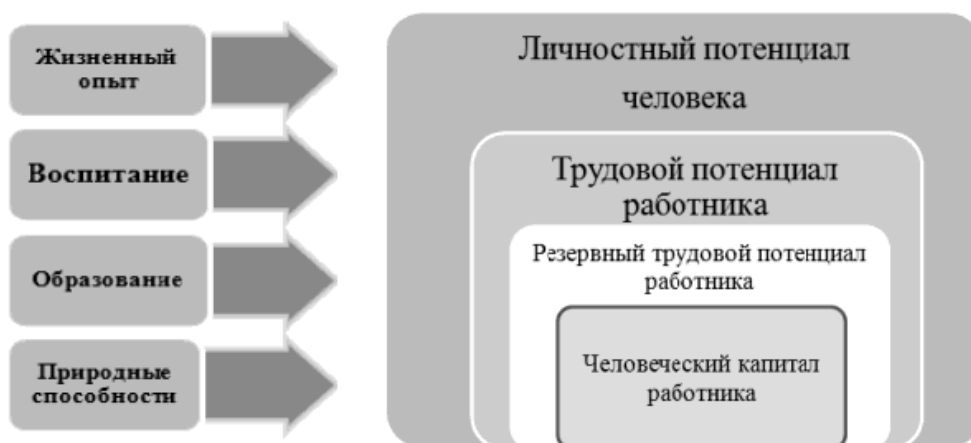 Жизненный
опыт
Воспитание
Образование
Природные
способности
Личностный потенциал
человека
Трудовой потенциал
работника
Резервный трудовой потенциал
работника
Человеческий капитал
работника